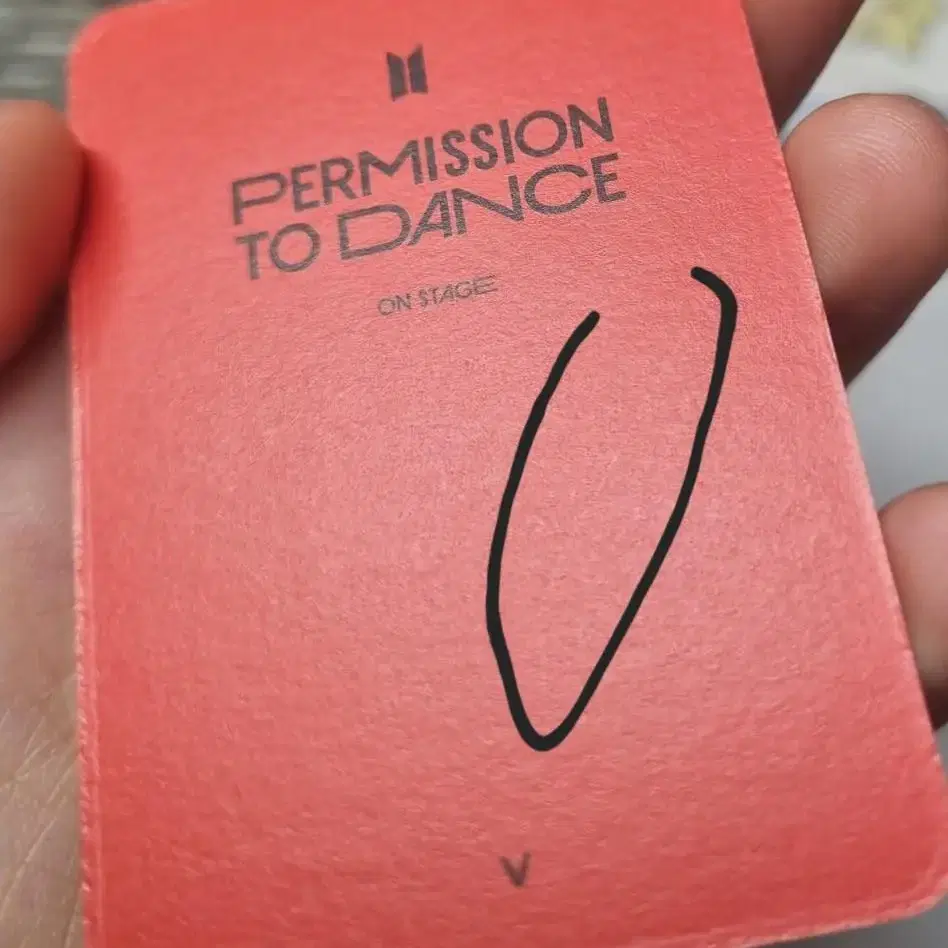 PERMISSION
TO DANCE
ON STAGE
V